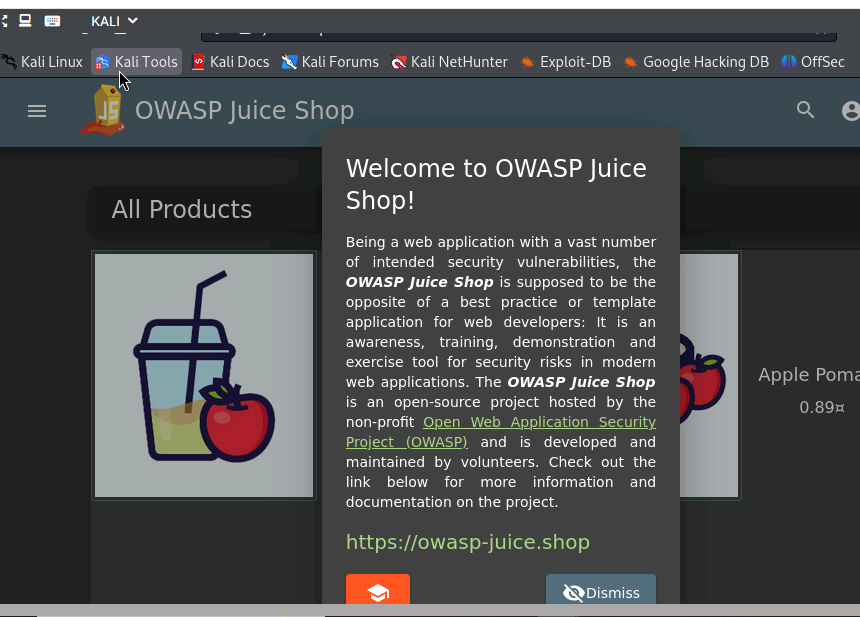 KALI
Kali Linux Kali Tools Kali Docs Kali Forums Kali NetHunter Exploit-DB Google Hacking DB OffSec
JS OWASP Juice Shop
All Products
Welcome to OWASP Juice
Shop!
Being a web application with a vast number
of intended security vulnerabilities, the
OWASP Juice Shop is supposed to be the
opposite of a best practice or template
application for web developers: It is an
awareness, training, demonstration and
exercise tool for security risks in modern
web applications. The OWASP Juice Shop
is an open-source project hosted by the
non-profit Open Web Application Security
Project (OWASP) and is developed and
maintained by volunteers. Check out the
link below for more information and
documentation on the project.
https://owasp-juice.shop
Dismiss
Apple Poma
0.89¤